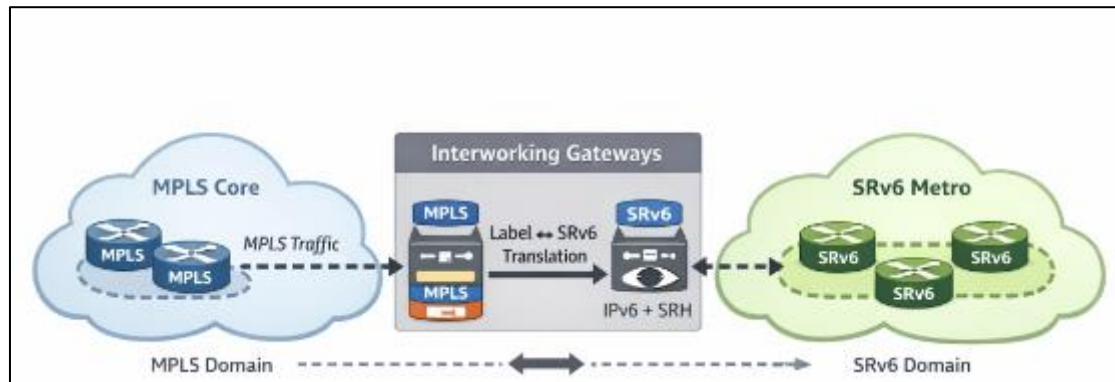 Interworking Gateways
MPLS Core
SRv6 Metro
MPLS
SRv6
MPLS
MPLS
MPLS Traffic
Label ↔ SRv6
Translation
MPLS
IPv6 + SRH
SRv6
SRv6
SRv6
MPLS Domain
SRv6 Domain